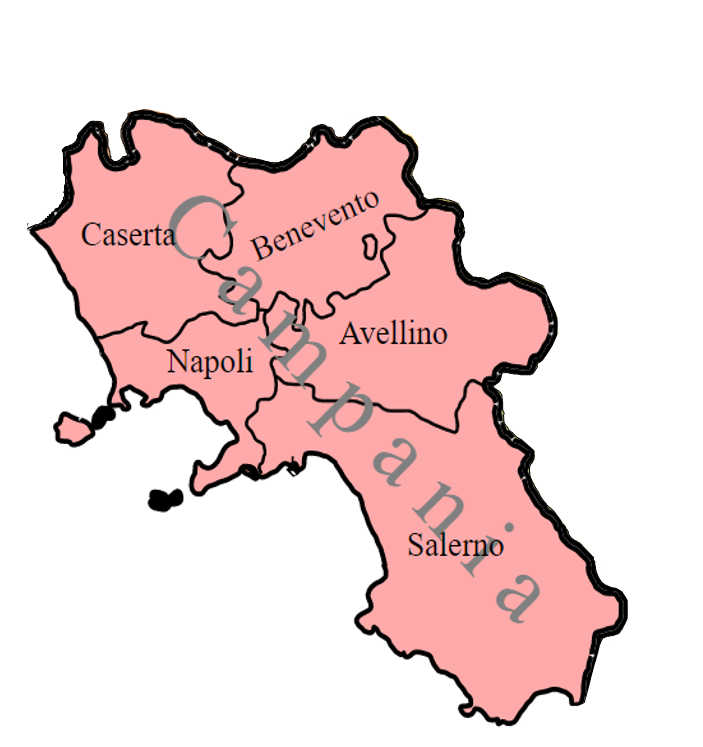 Campania
Caserta
Benevento
Avellino
Napoli
Salerno